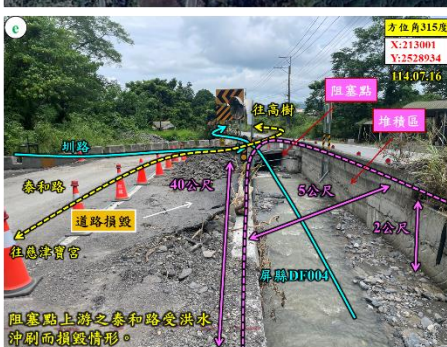 e
方位角315度
X:213001
Y:2528934
114.07.16
往高樹
阻塞點
堆積區
圳路
泰和路
40公尺
5公尺
道路損毀
2公尺
往慈津寶宮
屏縣DF004
阻塞點上游之泰和路受洪水
沖刷而損毀情形。